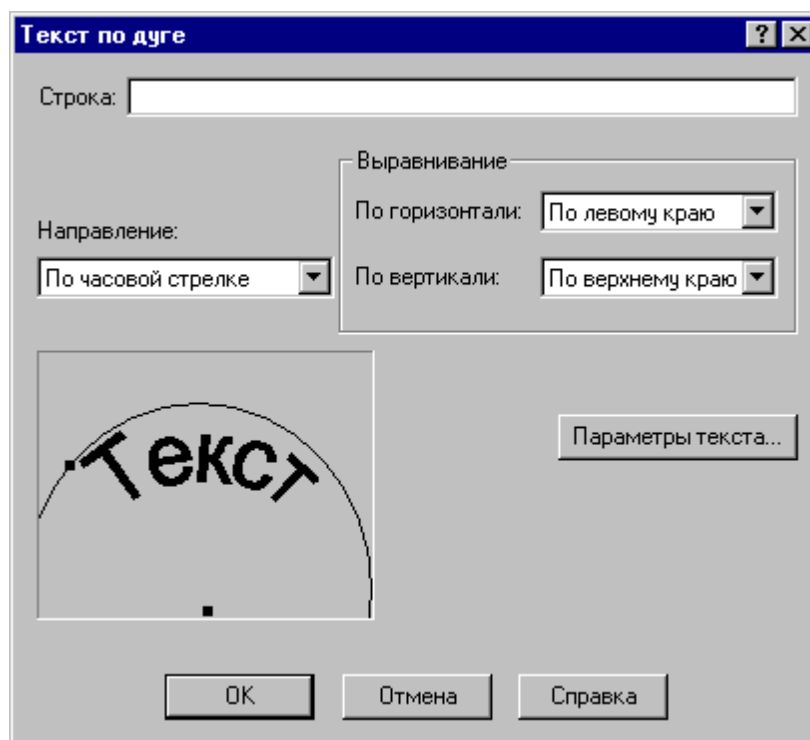 Текст по дуге
Строка:
Выравнивание
По горизонтали: По левому краю
Направление:
По часовой стрелке
По вертикали: По верхнему краю
Текст
Параметры текста...
OK Отмена Справка